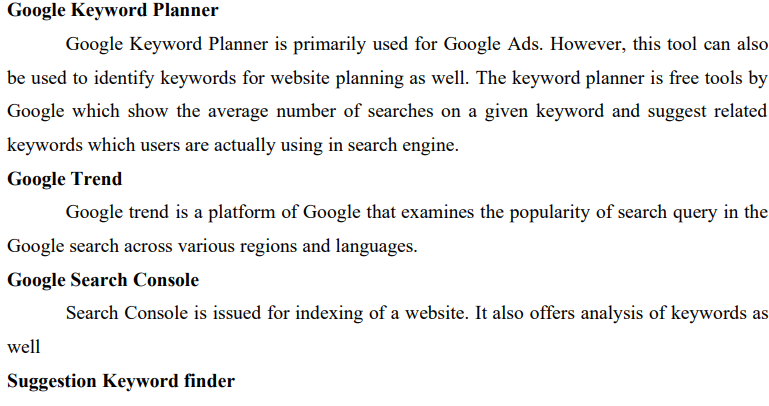 Google Keyword Planner
Google Keyword Planner is primarily used for Google Ads. However, this tool can also
be used to identify keywords for website planning as well. The keyword planner is free tools by
Google which show the average number of searches on a given keyword and suggest related
keywords which users are actually using in search engine.
Google Trend
Google trend is a platform of Google that examines the popularity of search query in the
Google search across various regions and languages.
Google Search Console
Search Console is issued for indexing of a website. It also offers analysis of keywords as
well
Suggestion Keyword finder